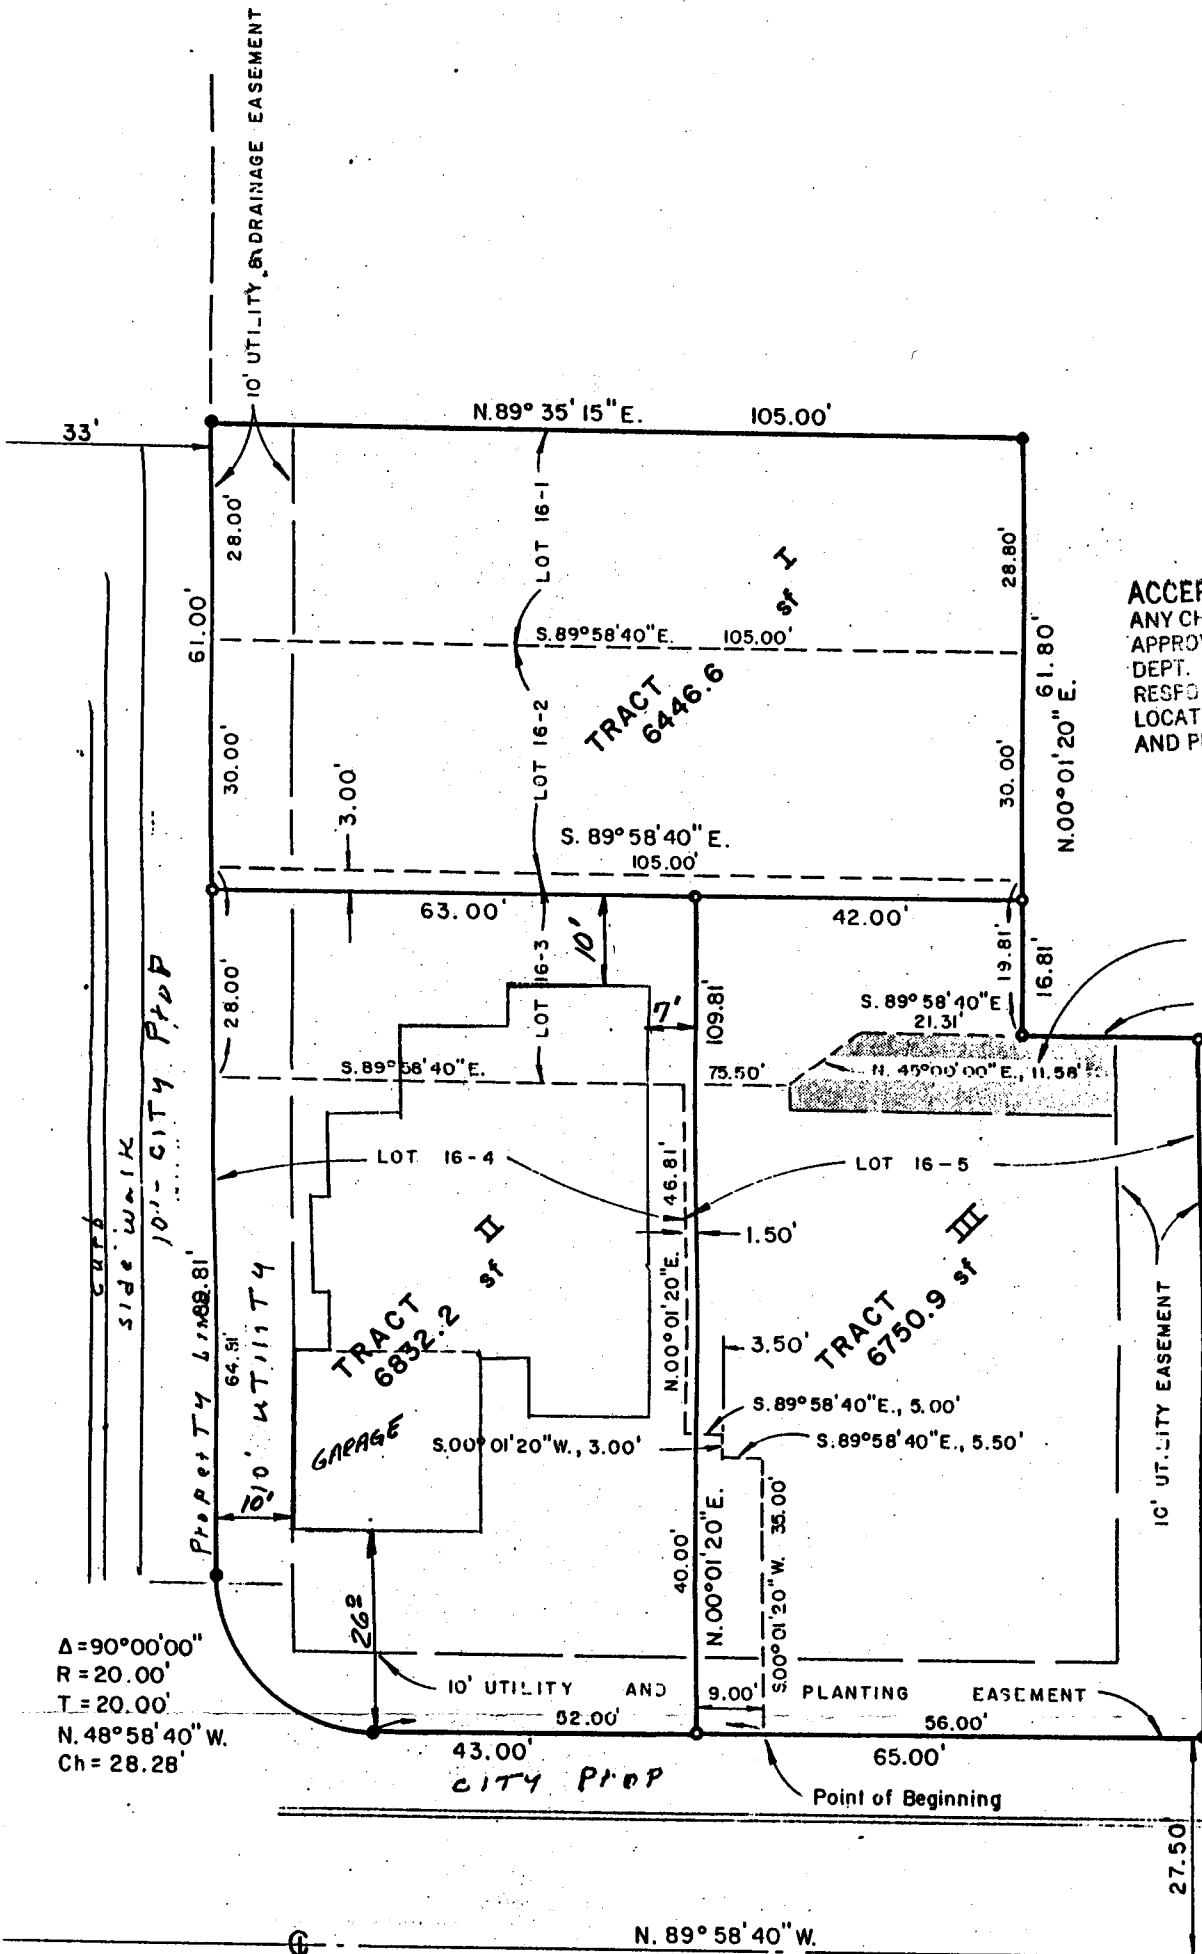 10' UTILITY & DRAINAGE EASEMENT
N.89° 35' 15" E. 105.00'
33'
28.00'
LOT 16-1
28.80'
I
sf
61.00'
S.89°58'40"E. 105.00'
TRACT
6446.6
61.80'
N.00°01'20" E.
ANY
DEPT.
AND
LOT 16-2
30.00'
30.00'
3.00'
S. 89°58'40" E.
105.00'
63.00'
42.00'
10'
LOT 16-3
19.81'
16.81'
28.00'
7'
109.81'
S. 89°58'40"E.
21.31'
10' - CITY PROP
S.89°58'40"E.
75.50'
N. 45°00'00"E., 11.58'
sidewalk
curb
LOT 16-4
46.81'
LOT 16-5
II
sf
1.50'
III
sf
Property Line
89.81'
64.81'
10' UTILITY
TRACT
6832.2
N.00°01'20"E.
TRACT
6750.9
3.50'
S.89°58'40"E., 5.00'
GARAGE
S.00°01'20"W., 3.00'
S.89°58'40"E., 5.50'
10' UTILITY EASEMENT
10'
40.00'
N.00°01'20"E.
S.00°01'20"W. 35.00'
26'
Δ=90°00'00"
R=20.00'
T=20.00'
N. 48°58'40" W.
Ch=28.28'
10' UTILITY AND PLANTING EASEMENT
9.00'
52.00'
56.00'
43.00'
65.00'
CITY PROP
Point of Beginning
27.50
N. 89°58'40" W.